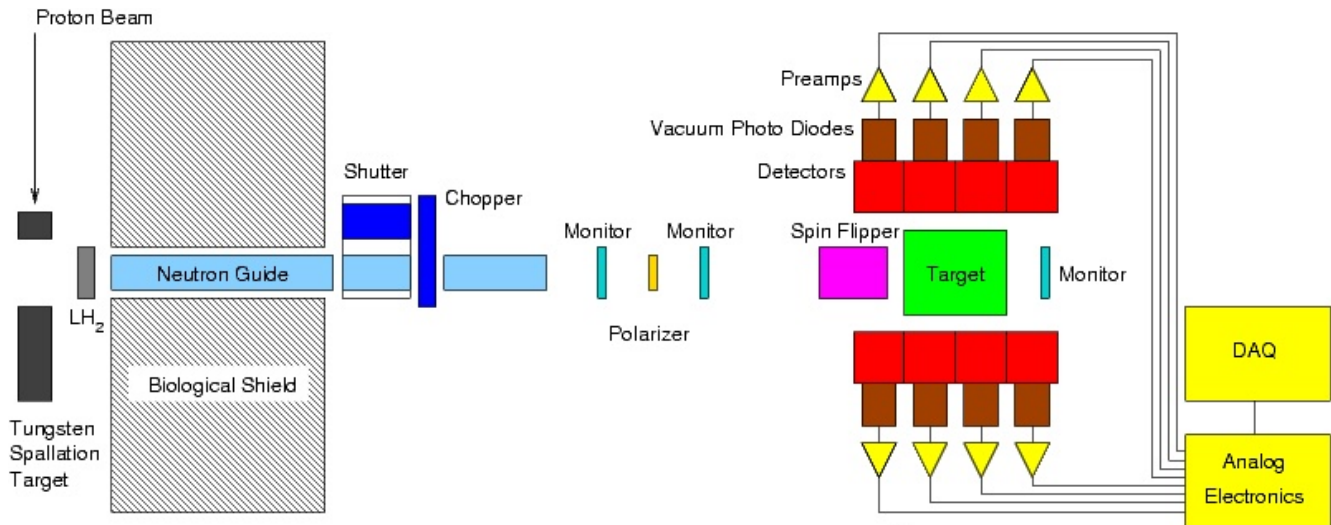 Proton Beam
Preamps
Vacuum Photo Diodes
Detectors
Shutter
Chopper
Monitor
Monitor
Spin Flipper
Neutron Guide
Target
Monitor
LH2
Polarizer
DAQ
Biological Shield
Tungsten
Spallation
Target
Analog
Electronics